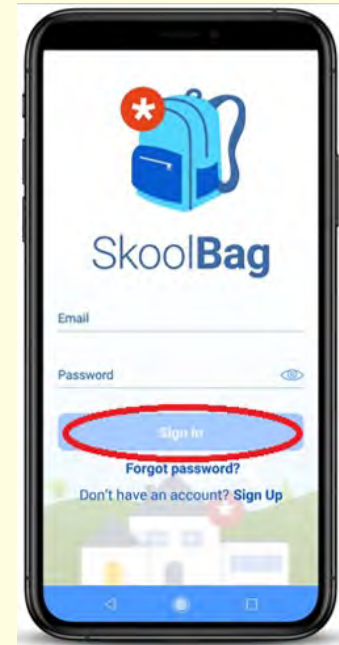 SkoolBag
Email
Password
Sign In
Forgot password?
Don't have an account? Sign Up